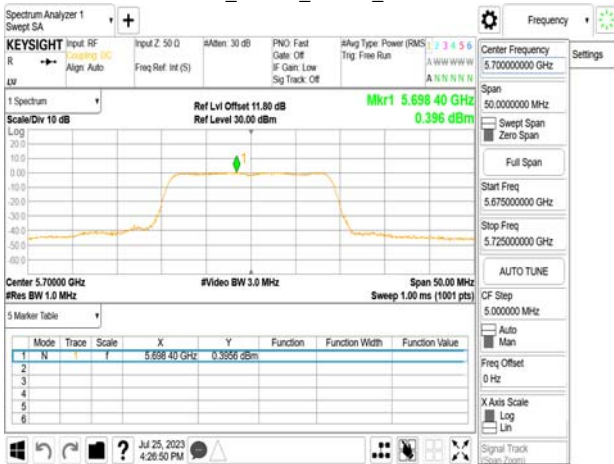 Spectrum Analyzer 1
Swept SA
+
Frequency
KEYSIGHT Input: RF Input Z: 50 Ω #Atten: 30 dB PNO: Fast #Avg Type: Power (RMS 1 2 3 4 5 6
R Coupling: DC Gate: Off Trig: Free Run A WW WW W
Align: Auto Freq Ref: Int (S) IF Gain: Low
Sig Track: Off A N N N N N
1 Spectrum
Ref Lvl Offset 11.80 dB Mkr1 5.698 40 GHz
Scale/Div 10 dB Ref Level 30.00 dBm 0.396 dBm
Log
20.0
10.0
0.00
-10.0
-20.0
-30.0
-40.0
-50.0
-60.0
1
Center 5.70000 GHz #Video BW 3.0 MHz Span 50.00 MHz
#Res BW 1.0 MHz Sweep 1.00 ms (1001 pts)
5 Marker Table
Mode Trace Scale X Y Function Function Width Function Value
1 N 1 f 5.698 40 GHz 0.3956 dBm
2
3
4
5
6
Jul 25, 2023
4:26:50 PM
Center Frequency
5.700000000 GHz
Settings
Span
50.0000000 MHz
Swept Span
Zero Span
Full Span
Start Freq
5.675000000 GHz
Stop Freq
5.725000000 GHz
AUTO TUNE
CF Step
5.000000 MHz
Auto
Man
Freq Offset
0 Hz
X Axis Scale
Log
Lin
Signal Track
(Span Zoom)